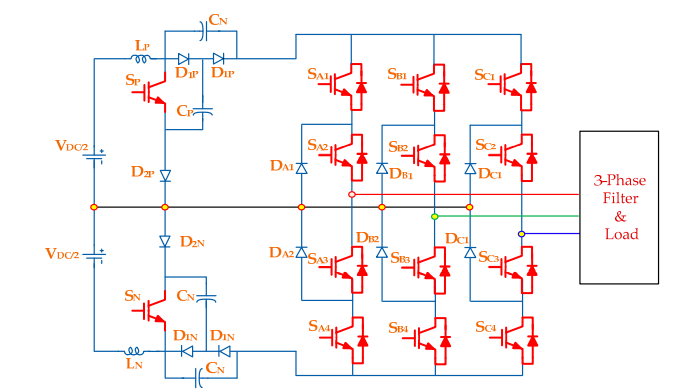 CN
LP
D1P D1P
SP
CP
VDC/2
D2P
SA1
SB1
SC1
SA2
SB2
SC2
DA1
DB1
DC1
3-Phase
Filter
&
Load
VDC/2
D2N
DA2
DB2
DC1
SA3
SB3
SC3
SN
CN
D1N D1N
LN
CN
SA4
SB4
SC4